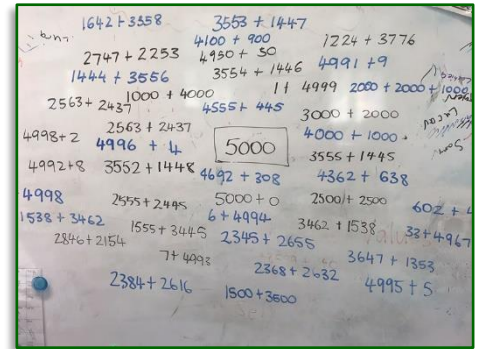 1642 + 3358
3553 + 1447
4100 + 900
1224 + 3776
2747 + 2253
4950 + 50
4991 + 9
1444 + 3556
3554 + 1446
1 + 4999
2000 + 2000 + 1000
1000 + 4000
2563 + 2437
4555 + 445
3000 + 2000
4998 + 2
2563 + 2437
4000 + 1000
4996 + 4
5000
3555 + 1445
4992 + 8
3552 + 1448
4692 + 308
4362 + 638
4998
2555 + 2445
5000 + 0
2500 + 2500
602 +
1538 + 3462
6 + 4994
1555 + 3445
3462 + 1538
33 + 4967
2846 + 2154
2345 + 2655
7 + 4993
3647 + 1353
2368 + 2632
2384 + 2616
4995 + 5
1500 + 3500